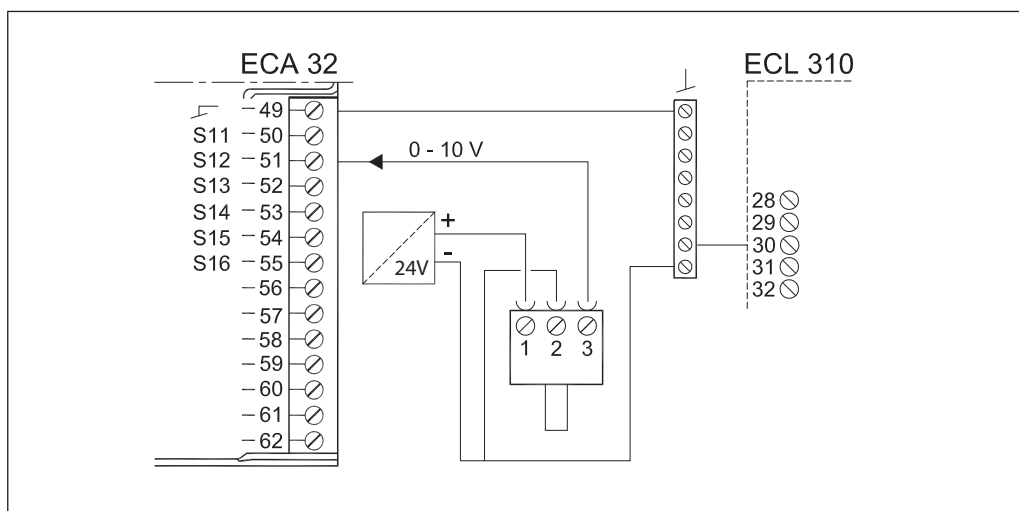 ECA 32
ECL 310
49
S11 - 50
S12 - 51
S13 - 52
S14 - 53
S15 - 54
S16 - 55
- 56
- 57
- 58
- 59
- 60
- 61
- 62
0 - 10 V
+
-
24V
1 2 3
28
29
30
31
32